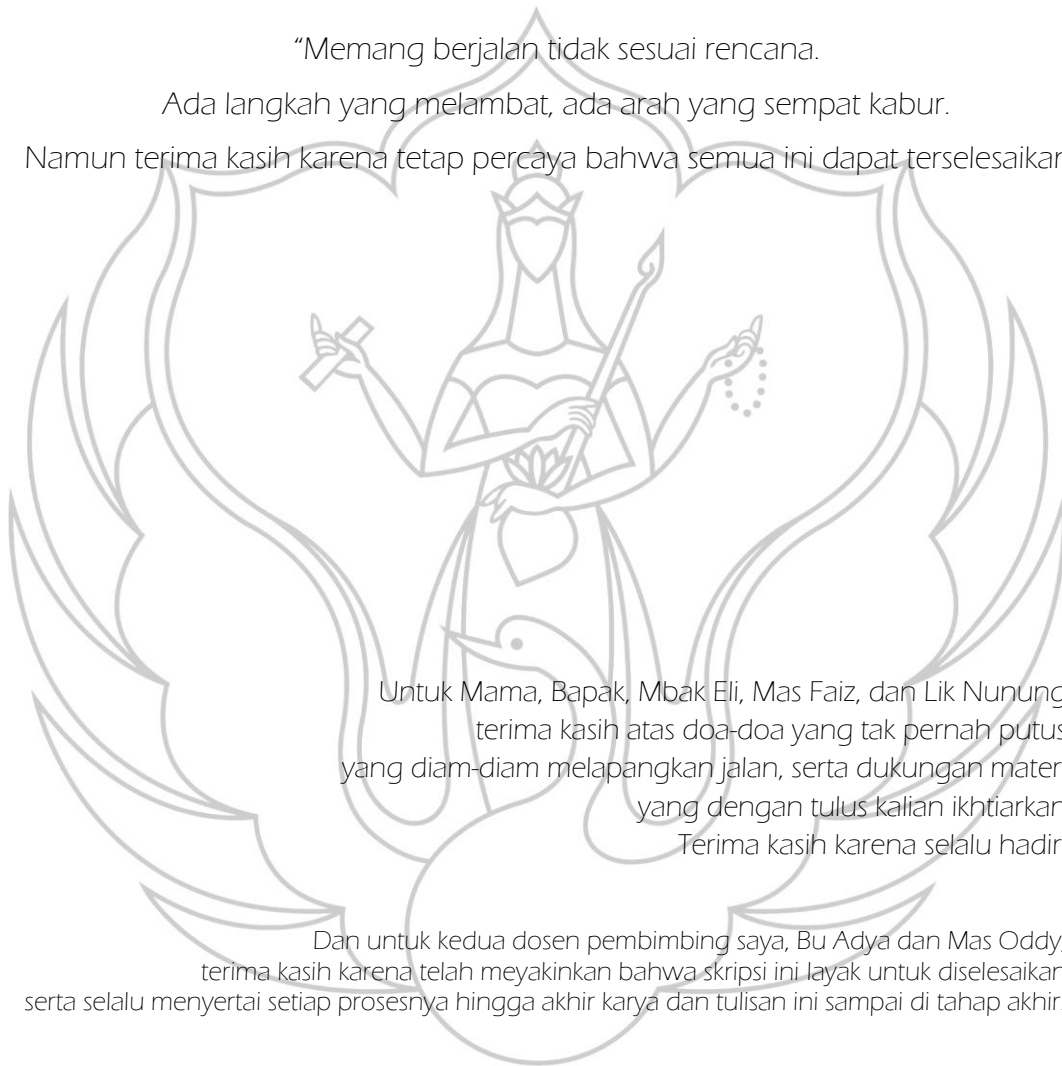 “Memang berjalan tidak sesuai rencana.
Ada langkah yang melambat, ada arah yang sempat kabur.
Namun terima kasih karena tetap percaya bahwa semua ini dapat terselesaikan
Untuk Mama, Bapak, Mbak Eli, Mas Faiz, dan Lik Nunung
terima kasih atas doa-doa yang tak pernah putus
yang diam-diam melapangkan jalan, serta dukungan mater
yang dengan tulus kalian ikhtiarkan
Terima kasih karena selalu hadir
Dan untuk kedua dosen pembimbing saya, Bu Adya dan Mas Oddy,
terima kasih karena telah meyakinkan bahwa skripsi ini layak untuk diselesaikan
serta selalu menyertai setiap prosesnya hingga akhir karya dan tulisan ini sampai di tahap akhir.